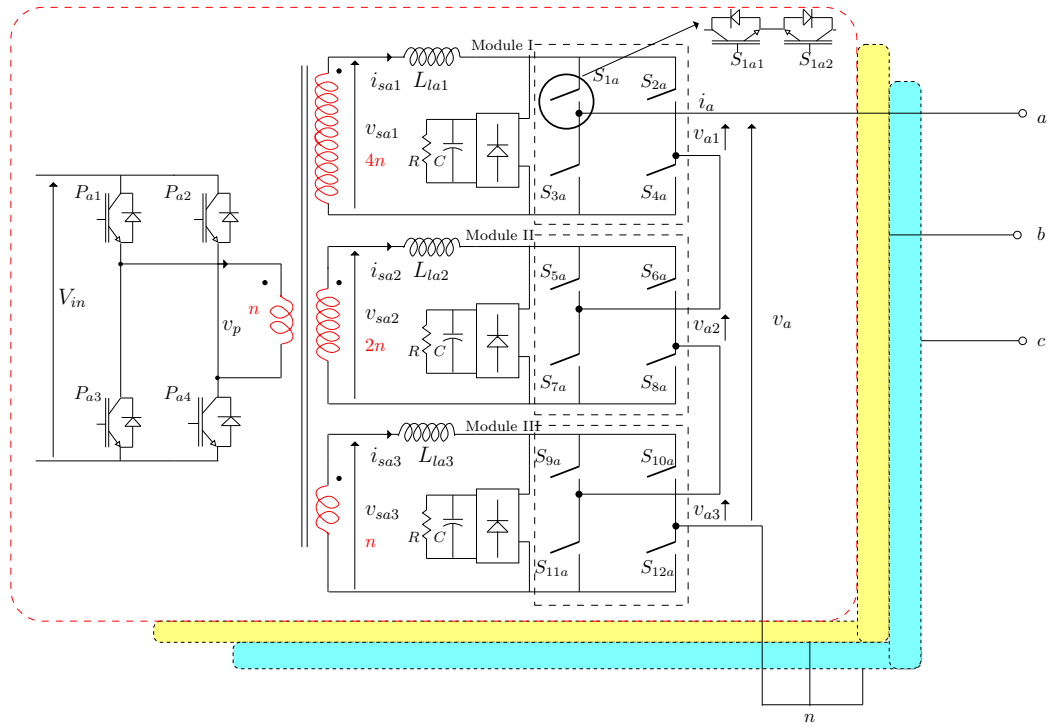 Module I
S1a
S1a1
S1a2
isa1
Lla1
S2a
ia
a
vsa1
4n
R
C
va1
Pa1
Pa2
S3a
S4a
b
Module II
isa2
Lla2
S5a
S6a
Vin
n
vp
vsa2
2n
R
C
va2
va
c
Pa3
Pa4
S7a
S8a
Module III
isa3
Lla3
S9a
S10a
vsa3
n
R
C
va3
S11a
S12a
n